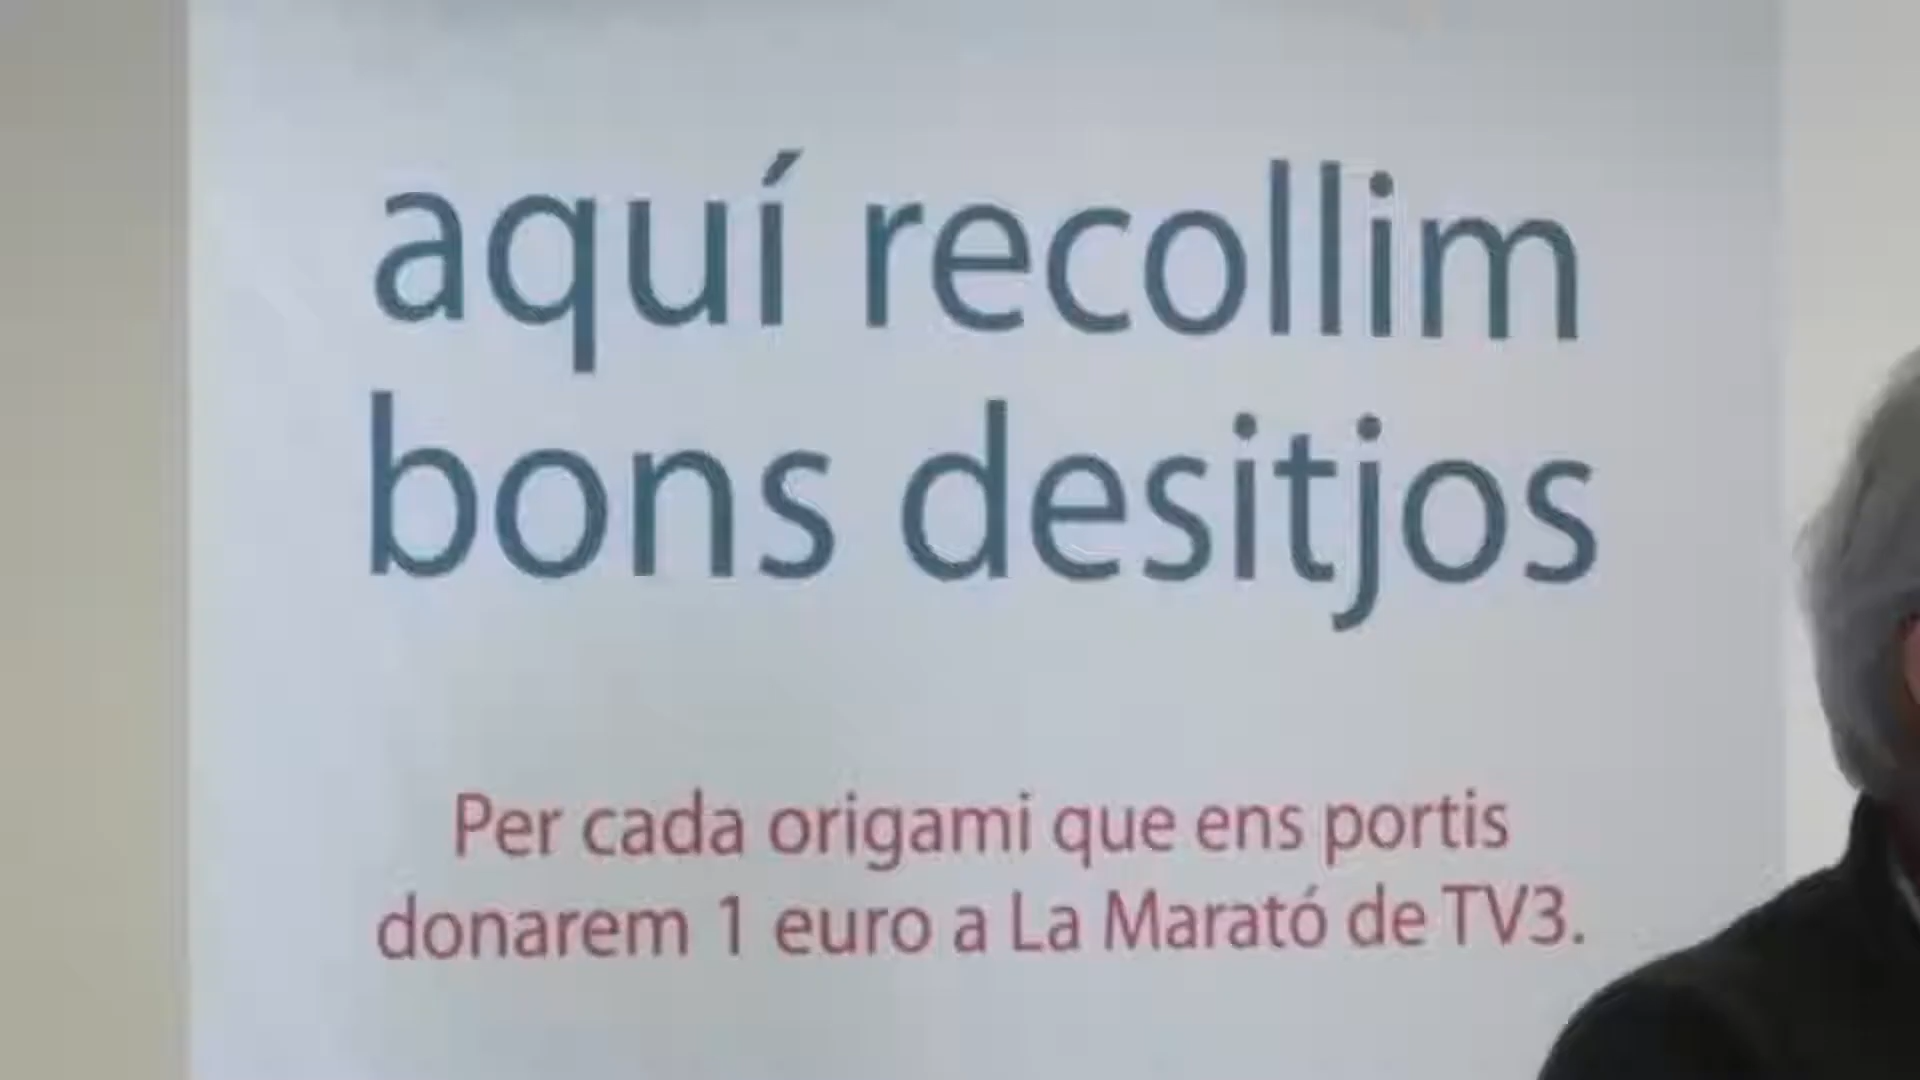 aquí recollim
bons desitjos
Per cada origami que ens portis
donarem 1 euro a La Marató de TV3.